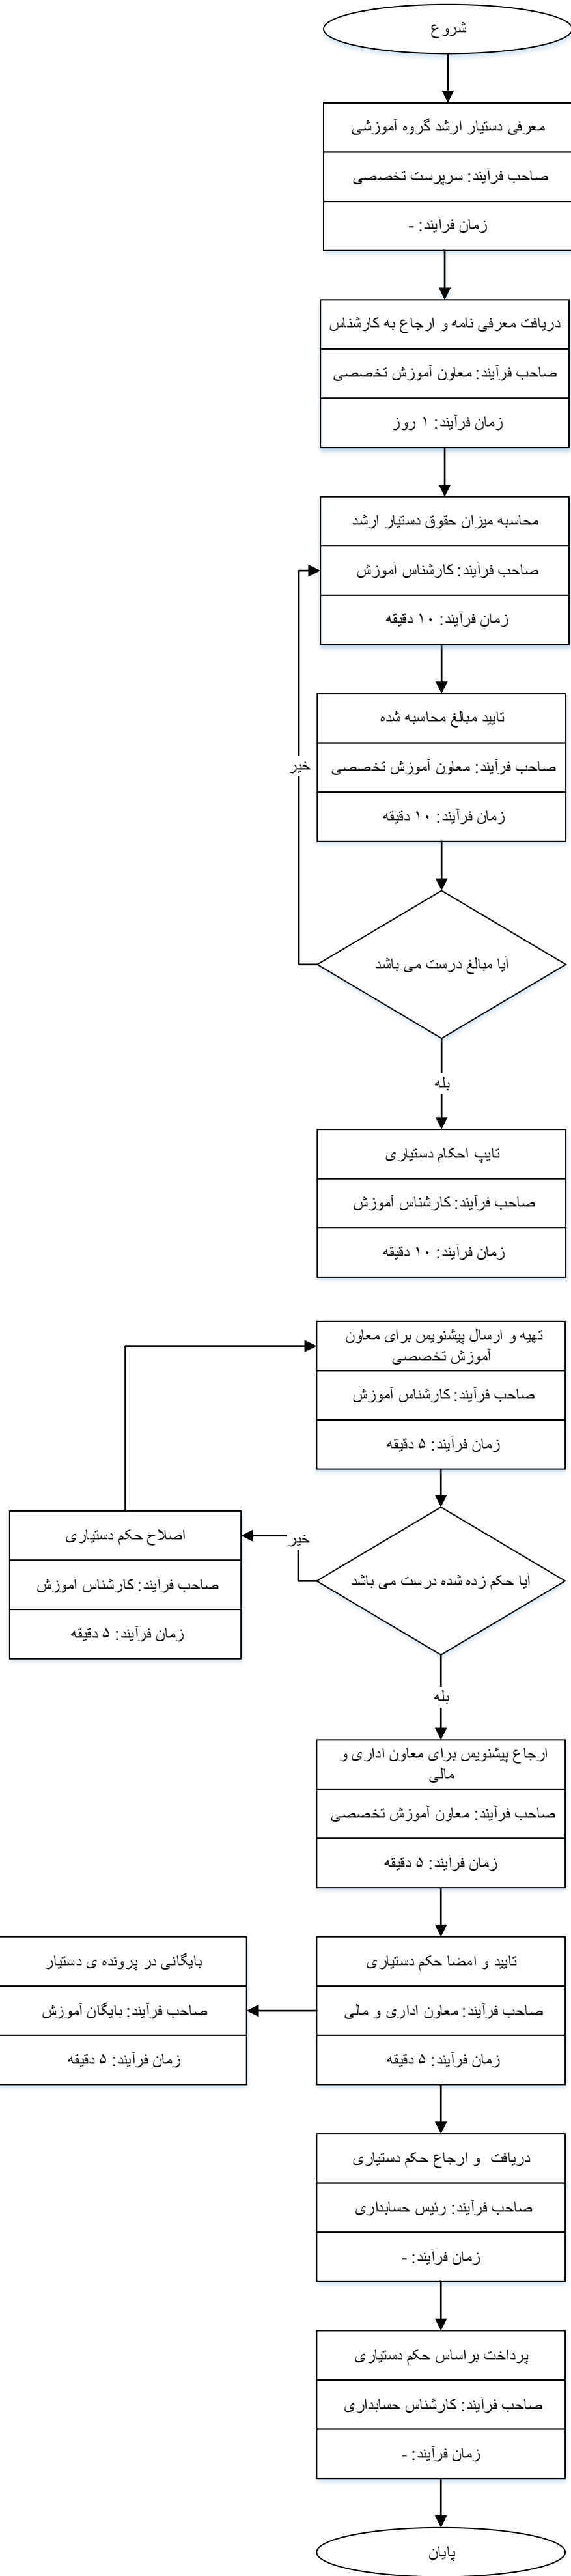 شروع
معرفی دستیار ارشد گروه آموزشی
صاحب فرآیند: سرپرست تخصصی
زمان فرآیند: -
دریافت معرفی نامه و ارجاع به کارشناس
صاحب فرآیند: معاون آموزش تخصصی
زمان فرآیند: ۱ روز
محاسبه میزان حقوق دستیار ارشد
صاحب فرآیند: کارشناس آموزش
زمان فرآیند: ۱۰ دقیقه
تایید مبالغ محاسبه شده
صاحب فرآیند: معاون آموزش تخصصی
زمان فرآیند: ۱۰ دقیقه
خیر
آیا مبالغ درست می باشد
بله
تایپ احکام دستیاری
صاحب فرآیند: کارشناس آموزش
زمان فرآیند: ۱۰ دقیقه
تهیه و ارسال پیشنویس برای معاون
آموزش تخصصی
صاحب فرآیند: کارشناس آموزش
زمان فرآیند: ۵ دقیقه
آیا حکم زده شده درست می باشد
خیر
اصلاح حکم دستیاری
صاحب فرآیند: کارشناس آموزش
زمان فرآیند: ۵ دقیقه
بله
ارجاع پیشنویس برای معاون اداری و
مالی
صاحب فرآیند: معاون آموزش تخصصی
زمان فرآیند: ۵ دقیقه
تایید و امضا حکم دستیاری
صاحب فرآیند: معاون اداری و مالی
زمان فرآیند: ۵ دقیقه
بایگانی در پرونده ی دستیار
صاحب فرآیند: بایگان آموزش
زمان فرآیند: ۵ دقیقه
دریافت و ارجاع حکم دستیاری
صاحب فرآیند: رئیس حسابداری
زمان فرآیند: -
پرداخت براساس حکم دستیاری
صاحب فرآیند: کارشناس حسابداری
زمان فرآیند: -
پایان